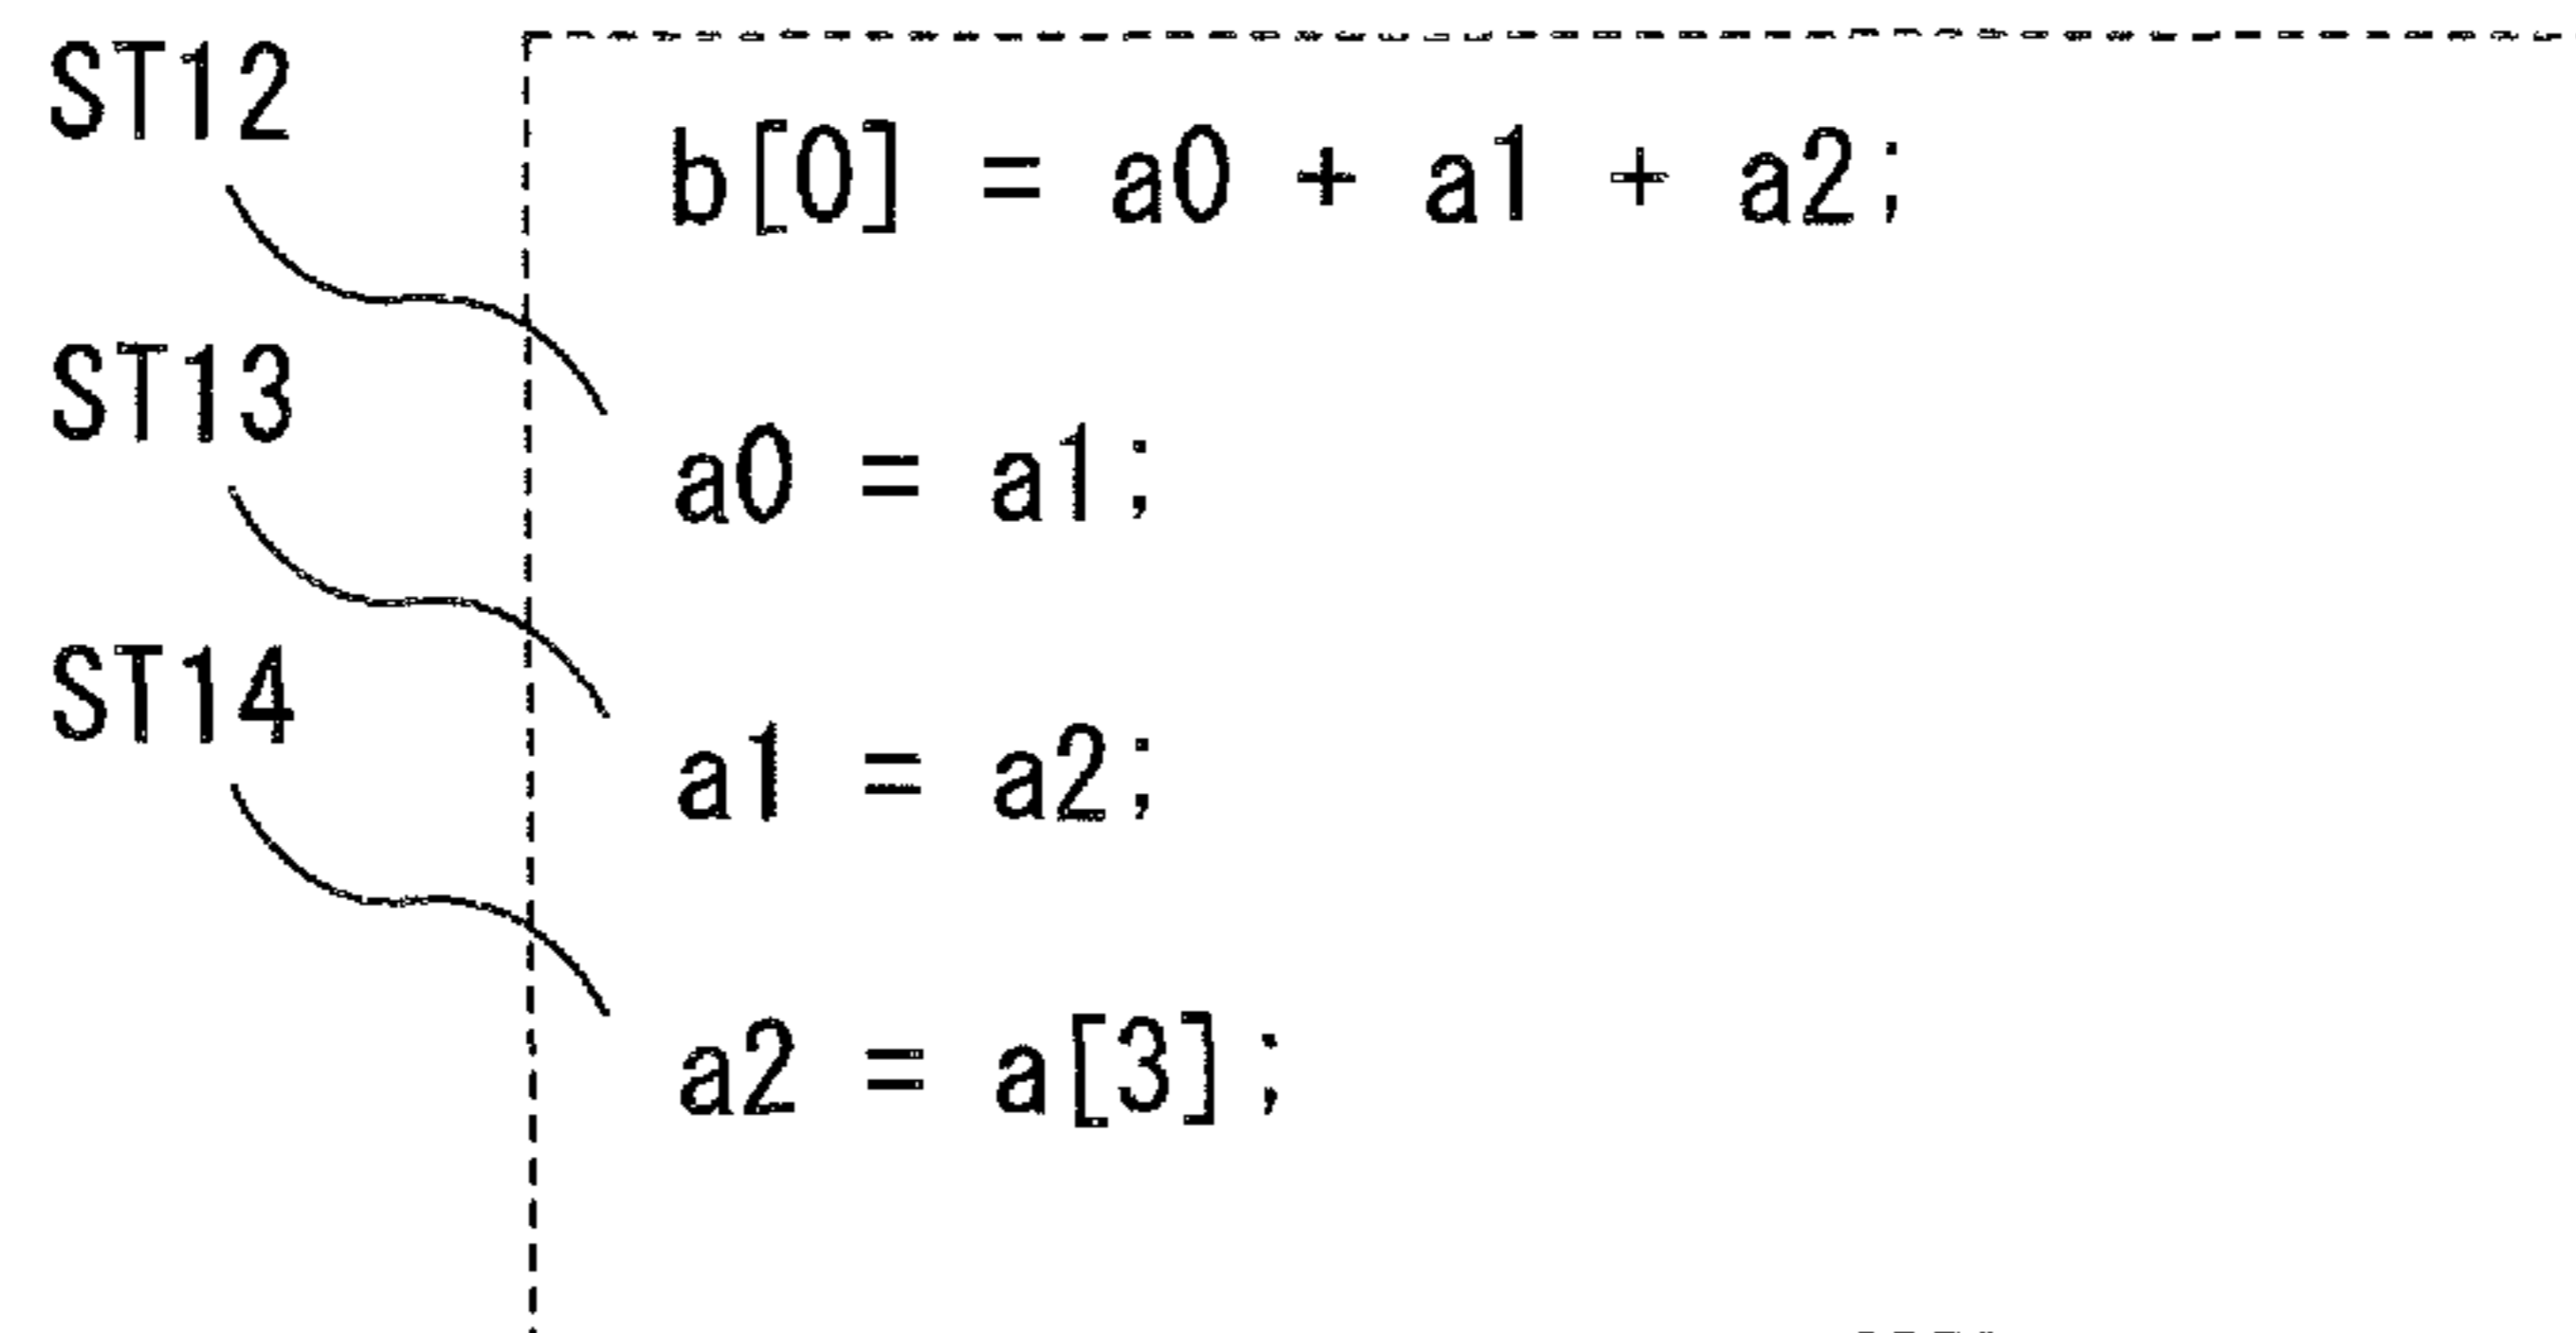 ST12
b[0] = a0 + a1 + a2;
ST13
a0 = a1;
ST14
a1 = a2;
a2 = a[3];